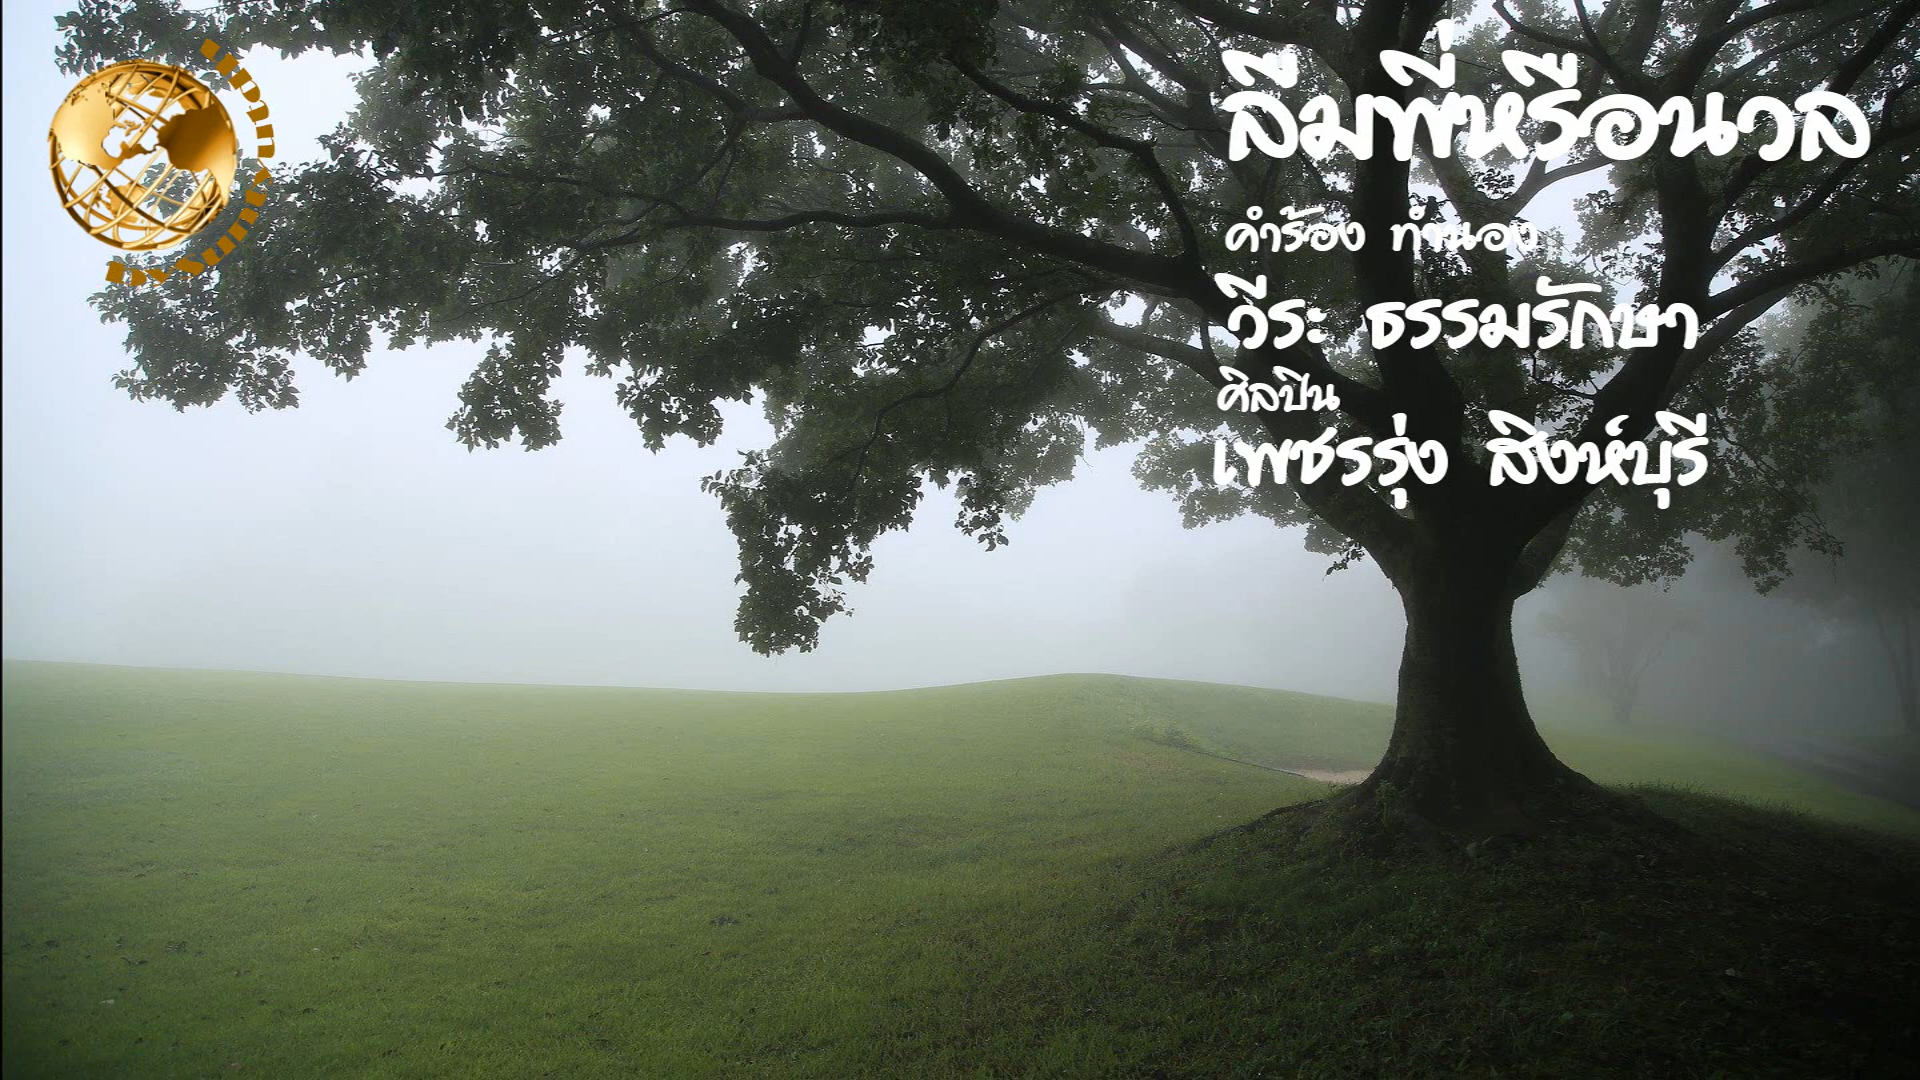 ลืมพี่หรือนวล
คำร้อง ทำนอง
วีระ ธรรมรักษา
ศิลปิน
เพชรรุ่ง สิงห์บุรี